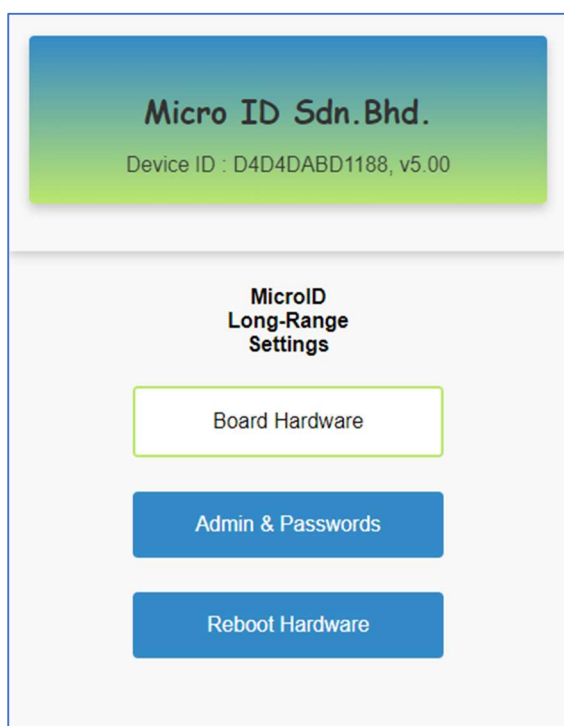 Micro ID Sdn.Bhd.
Device ID : D4D4DABD1188, v5.00
MicroID
Long-Range
Settings
Board Hardware
Admin & Passwords
Reboot Hardware